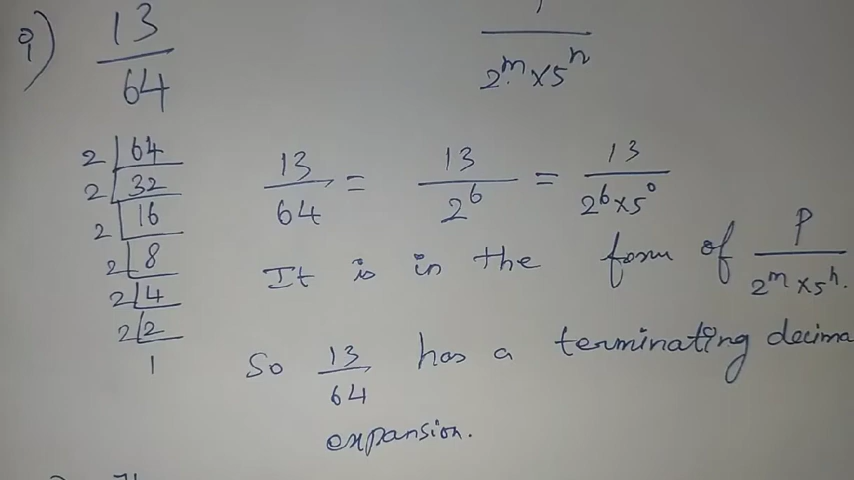 i) 13/64
/2^m×5^n
2 | 64
2 | 32
2 | 16
2 | 8
2 | 4
2 | 2
1
13/64 = 13/2^6 = 13/2^6×5^0
It is in the form of P/2^m×5^n.
So 13/64 has a terminating decima
expansion.